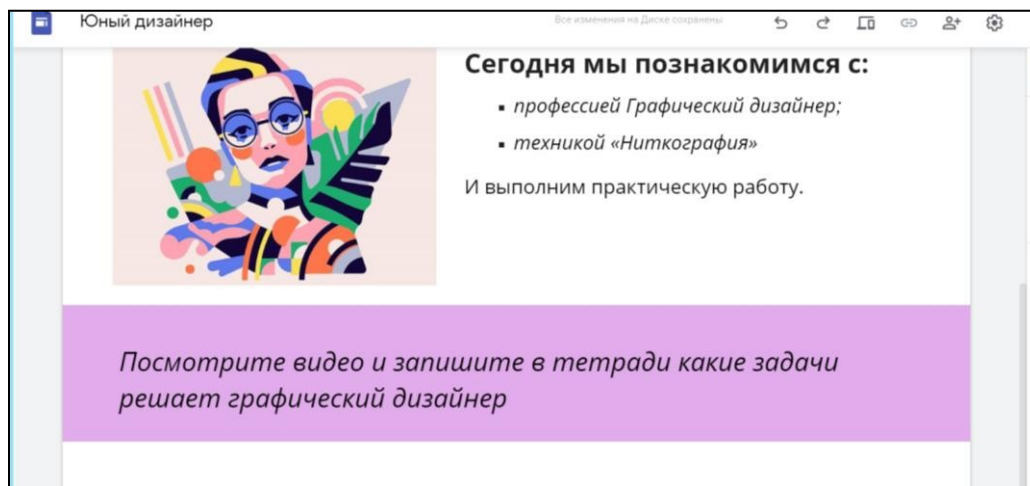 Юный дизайнер
Все изменения на Диске сохранены
Сегодня мы познакомимся с:
▪ профессией Графический дизайнер;
▪ техникой «Ниткография»
И выполним практическую работу.
Посмотрите видео и запишите в тетради какие задачи
решает графический дизайнер